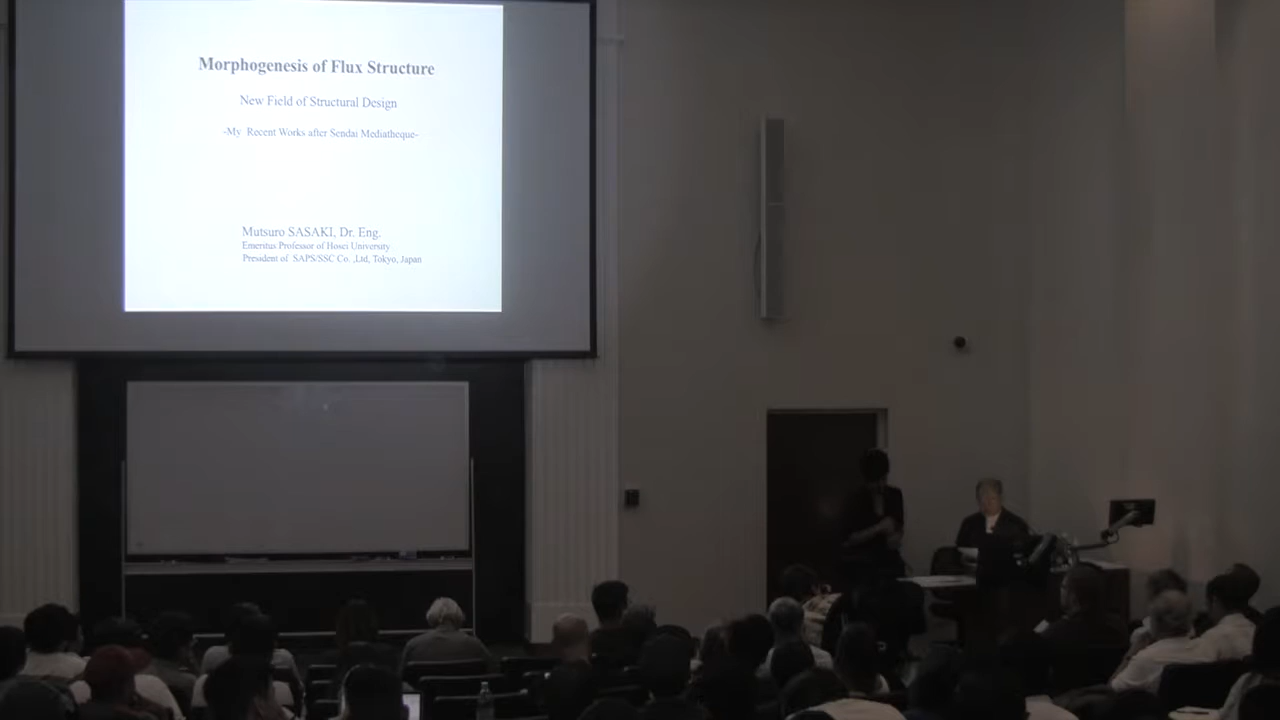 Morphogenesis of Flux Structure
New Field of Structural Design
-My Recent Works after Sendai Mediatheque-
Mutsuro SASAKI, Dr. Eng.
Emeritus Professor of Hosei University
President of SAPS/SSC Co. ,Ltd, Tokyo, Japan